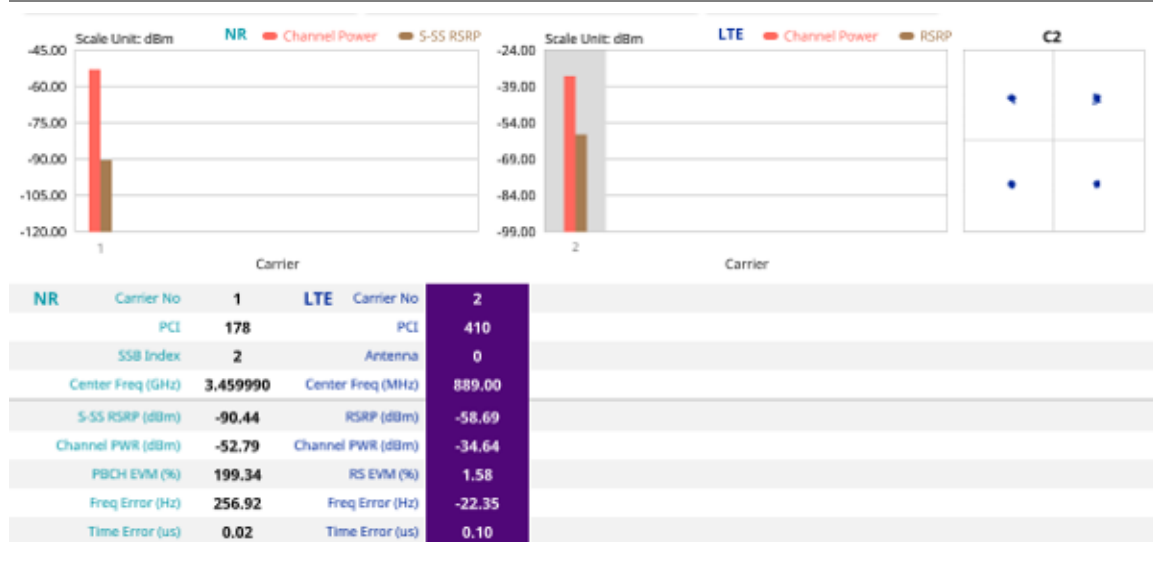 Scale Unit: dBm NR Channel Power S-SS RSRP
-45.00
-60.00
-75.00
-90.00
-105.00
-120.00
1
Carrier
Scale Unit: dBm LTE Channel Power RSRP
-24.00
-39.00
-54.00
-69.00
-84.00
-99.00
2
Carrier
C2
NR Carrier No 1 LTE Carrier No 2
PCI 178 PCI 410
SSB Index 2 Antenna 0
Center Freq (GHz) 3.459990 Center Freq (MHz) 889.00
S-SS RSRP (dBm) -90.44 RSRP (dBm) -58.69
Channel PWR (dBm) -52.79 Channel PWR (dBm) -34.64
PBCH EVM (%) 199.34 RS EVM (%) 1.58
Freq Error (Hz) 256.92 Freq Error (Hz) -22.35
Time Error (us) 0.02 Time Error (us) 0.10